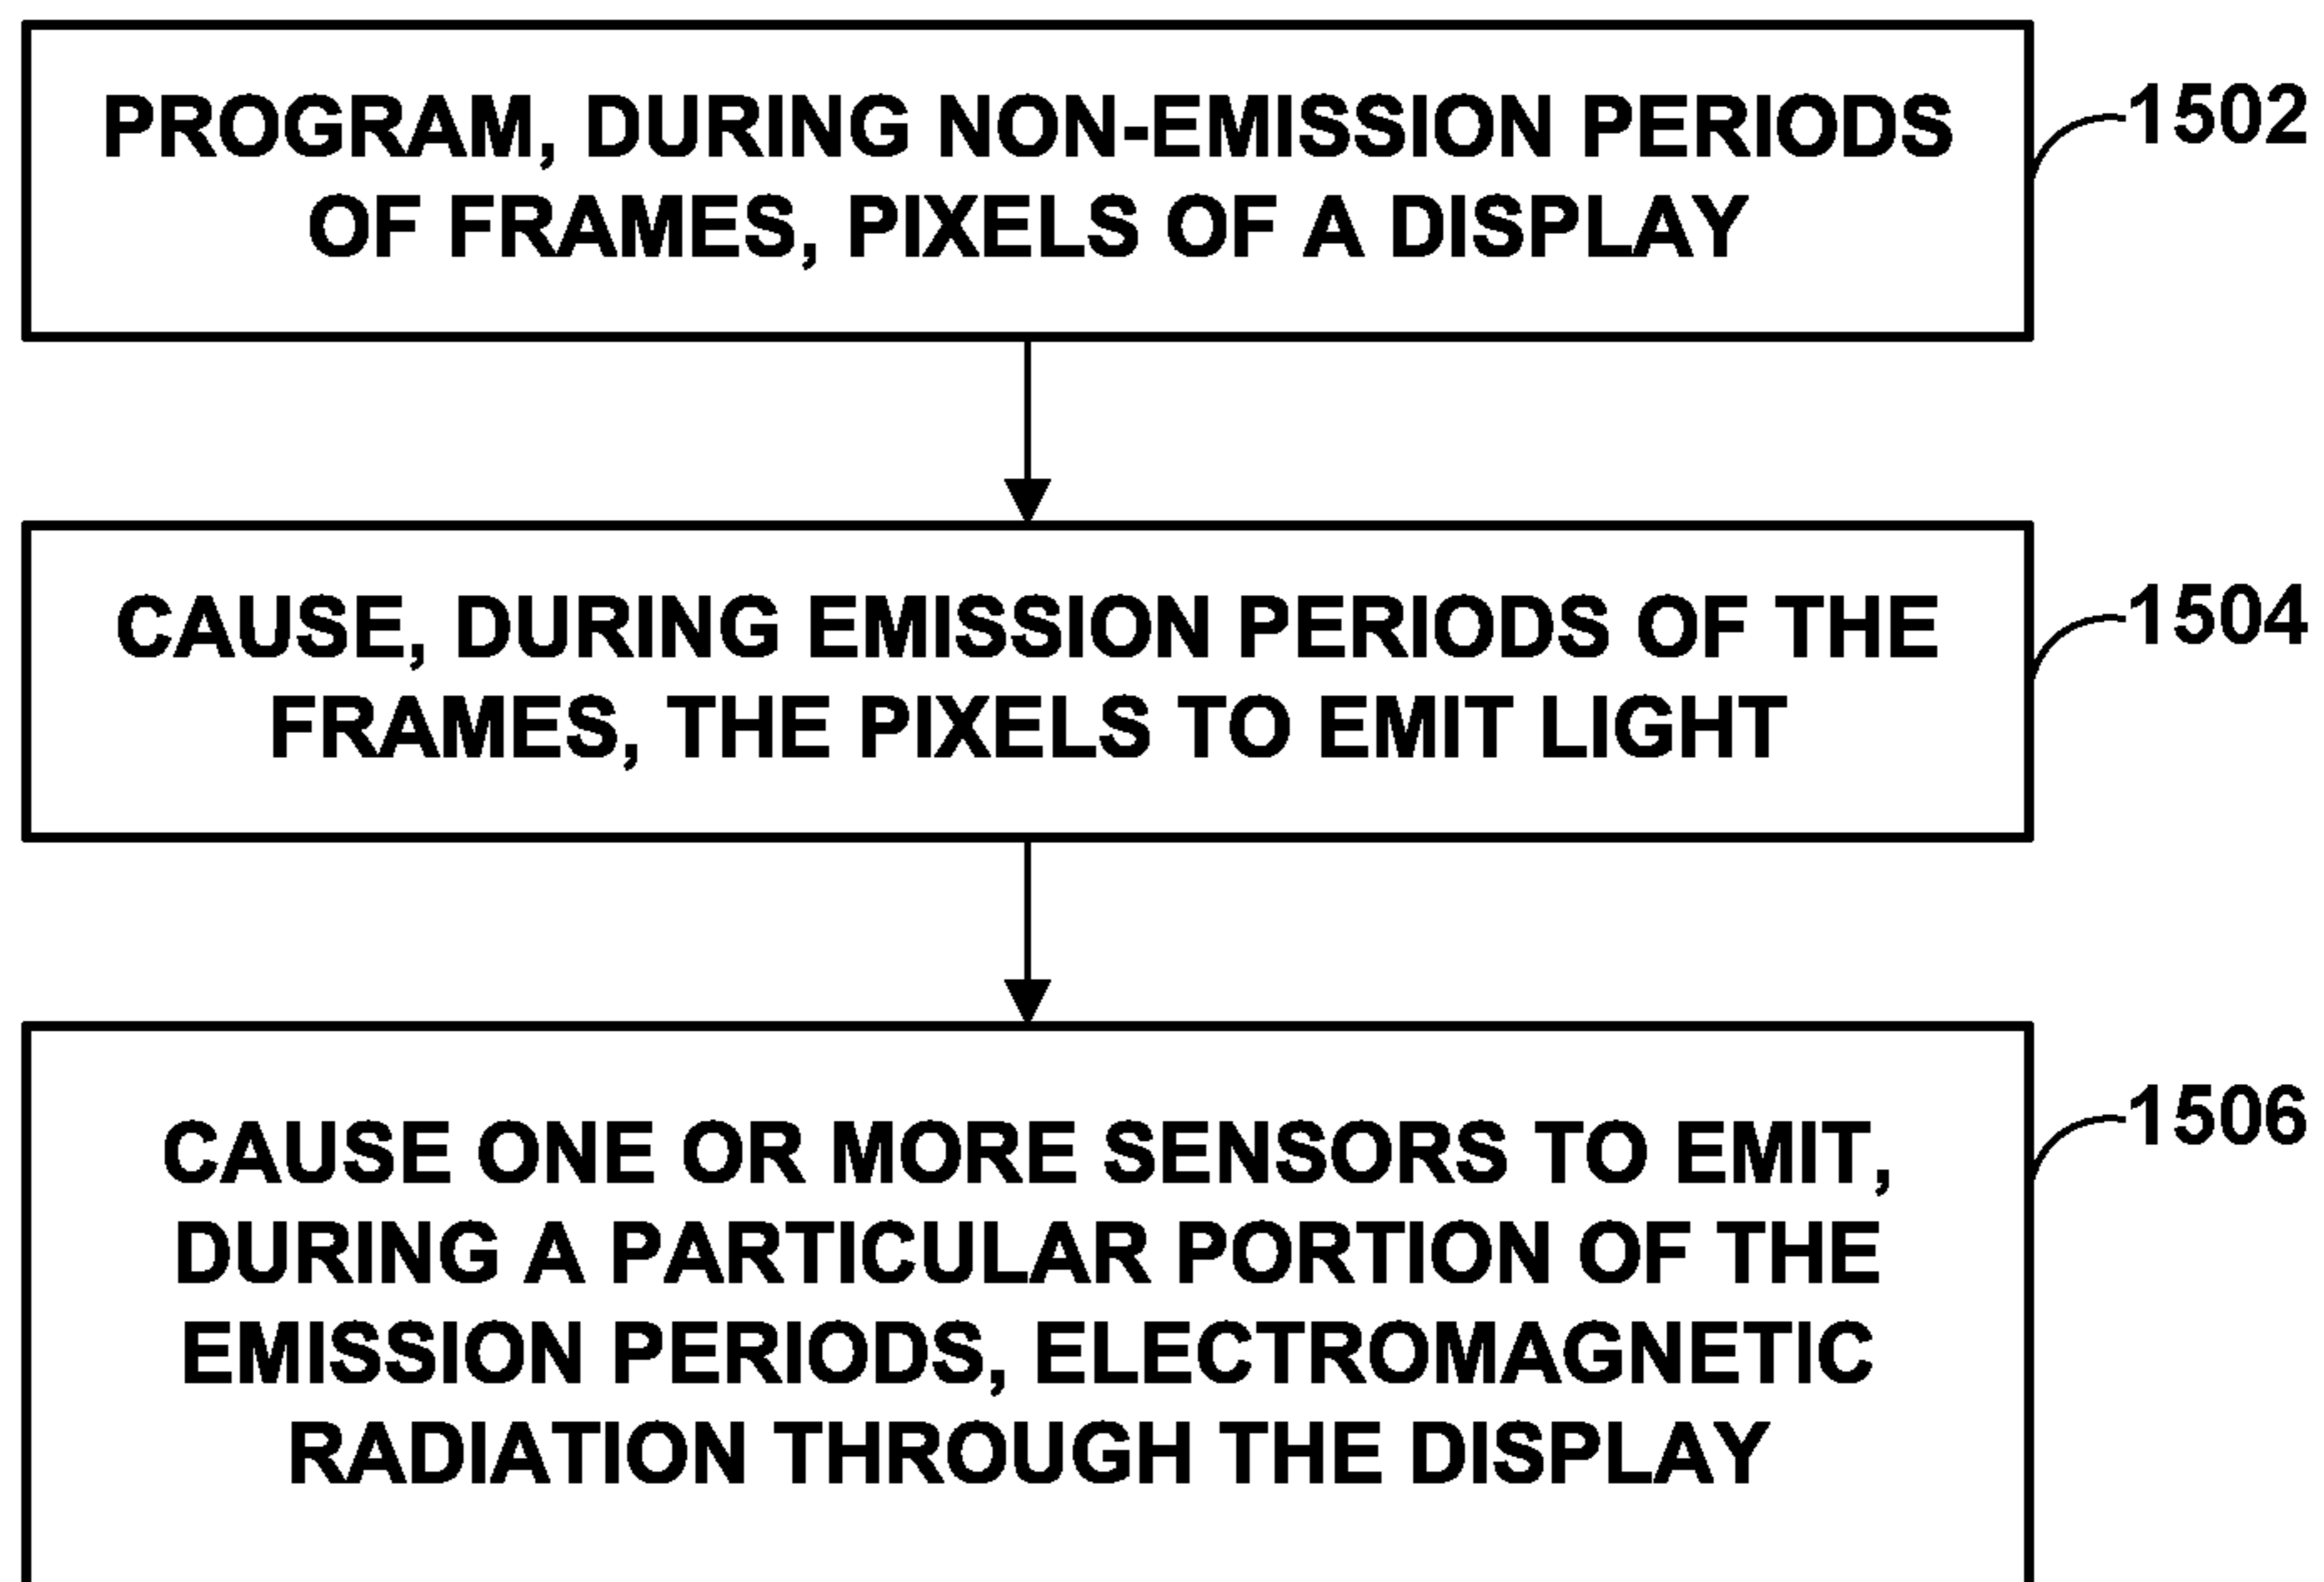 PROGRAM, DURING NON-EMISSION PERIODS
OF FRAMES, PIXELS OF A DISPLAY
1502
CAUSE, DURING EMISSION PERIODS OF THE
FRAMES, THE PIXELS TO EMIT LIGHT
1504
CAUSE ONE OR MORE SENSORS TO EMIT,
DURING A PARTICULAR PORTION OF THE
EMISSION PERIODS, ELECTROMAGNETIC
RADIATION THROUGH THE DISPLAY
1506